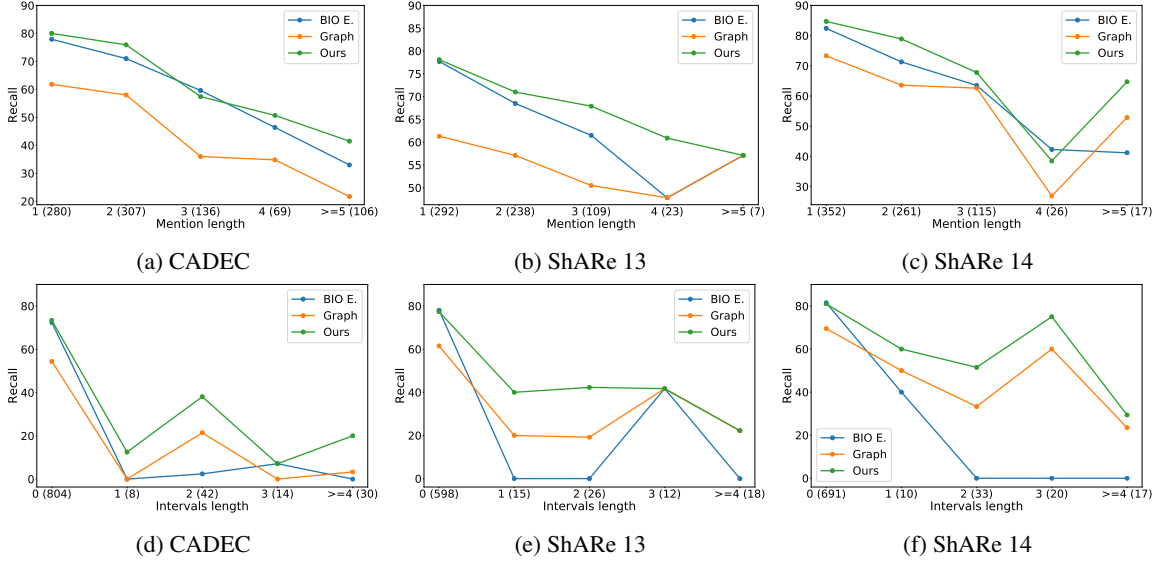 90
80
70
60
50
40
30
20
Recall
BIO E.
Graph
Ours
1 (280) 2 (307) 3 (136) 4 (69) >=5 (106)
Mention length
(a) CADEC
90
85
80
75
70
65
60
55
50
Recall
BIO E.
Graph
Ours
1 (292) 2 (238) 3 (109) 4 (23) >=5 (7)
Mention length
(b) ShARe 13
90
80
70
60
50
40
30
Recall
BIO E.
Graph
Ours
1 (352) 2 (261) 3 (115) 4 (26) >=5 (17)
Mention length
(c) ShARe 14
80
60
40
20
0
Recall
BIO E.
Graph
Ours
0 (804) 1 (8) 2 (42) 3 (14) >=4 (30)
Intervals length
(d) CADEC
80
60
40
20
0
Recall
BIO E.
Graph
Ours
0 (598) 1 (15) 2 (26) 3 (12) >=4 (18)
Intervals length
(e) ShARe 13
80
60
40
20
0
Recall
BIO E.
Graph
Ours
0 (691) 1 (10) 2 (33) 3 (20) >=4 (17)
Intervals length
(f) ShARe 14